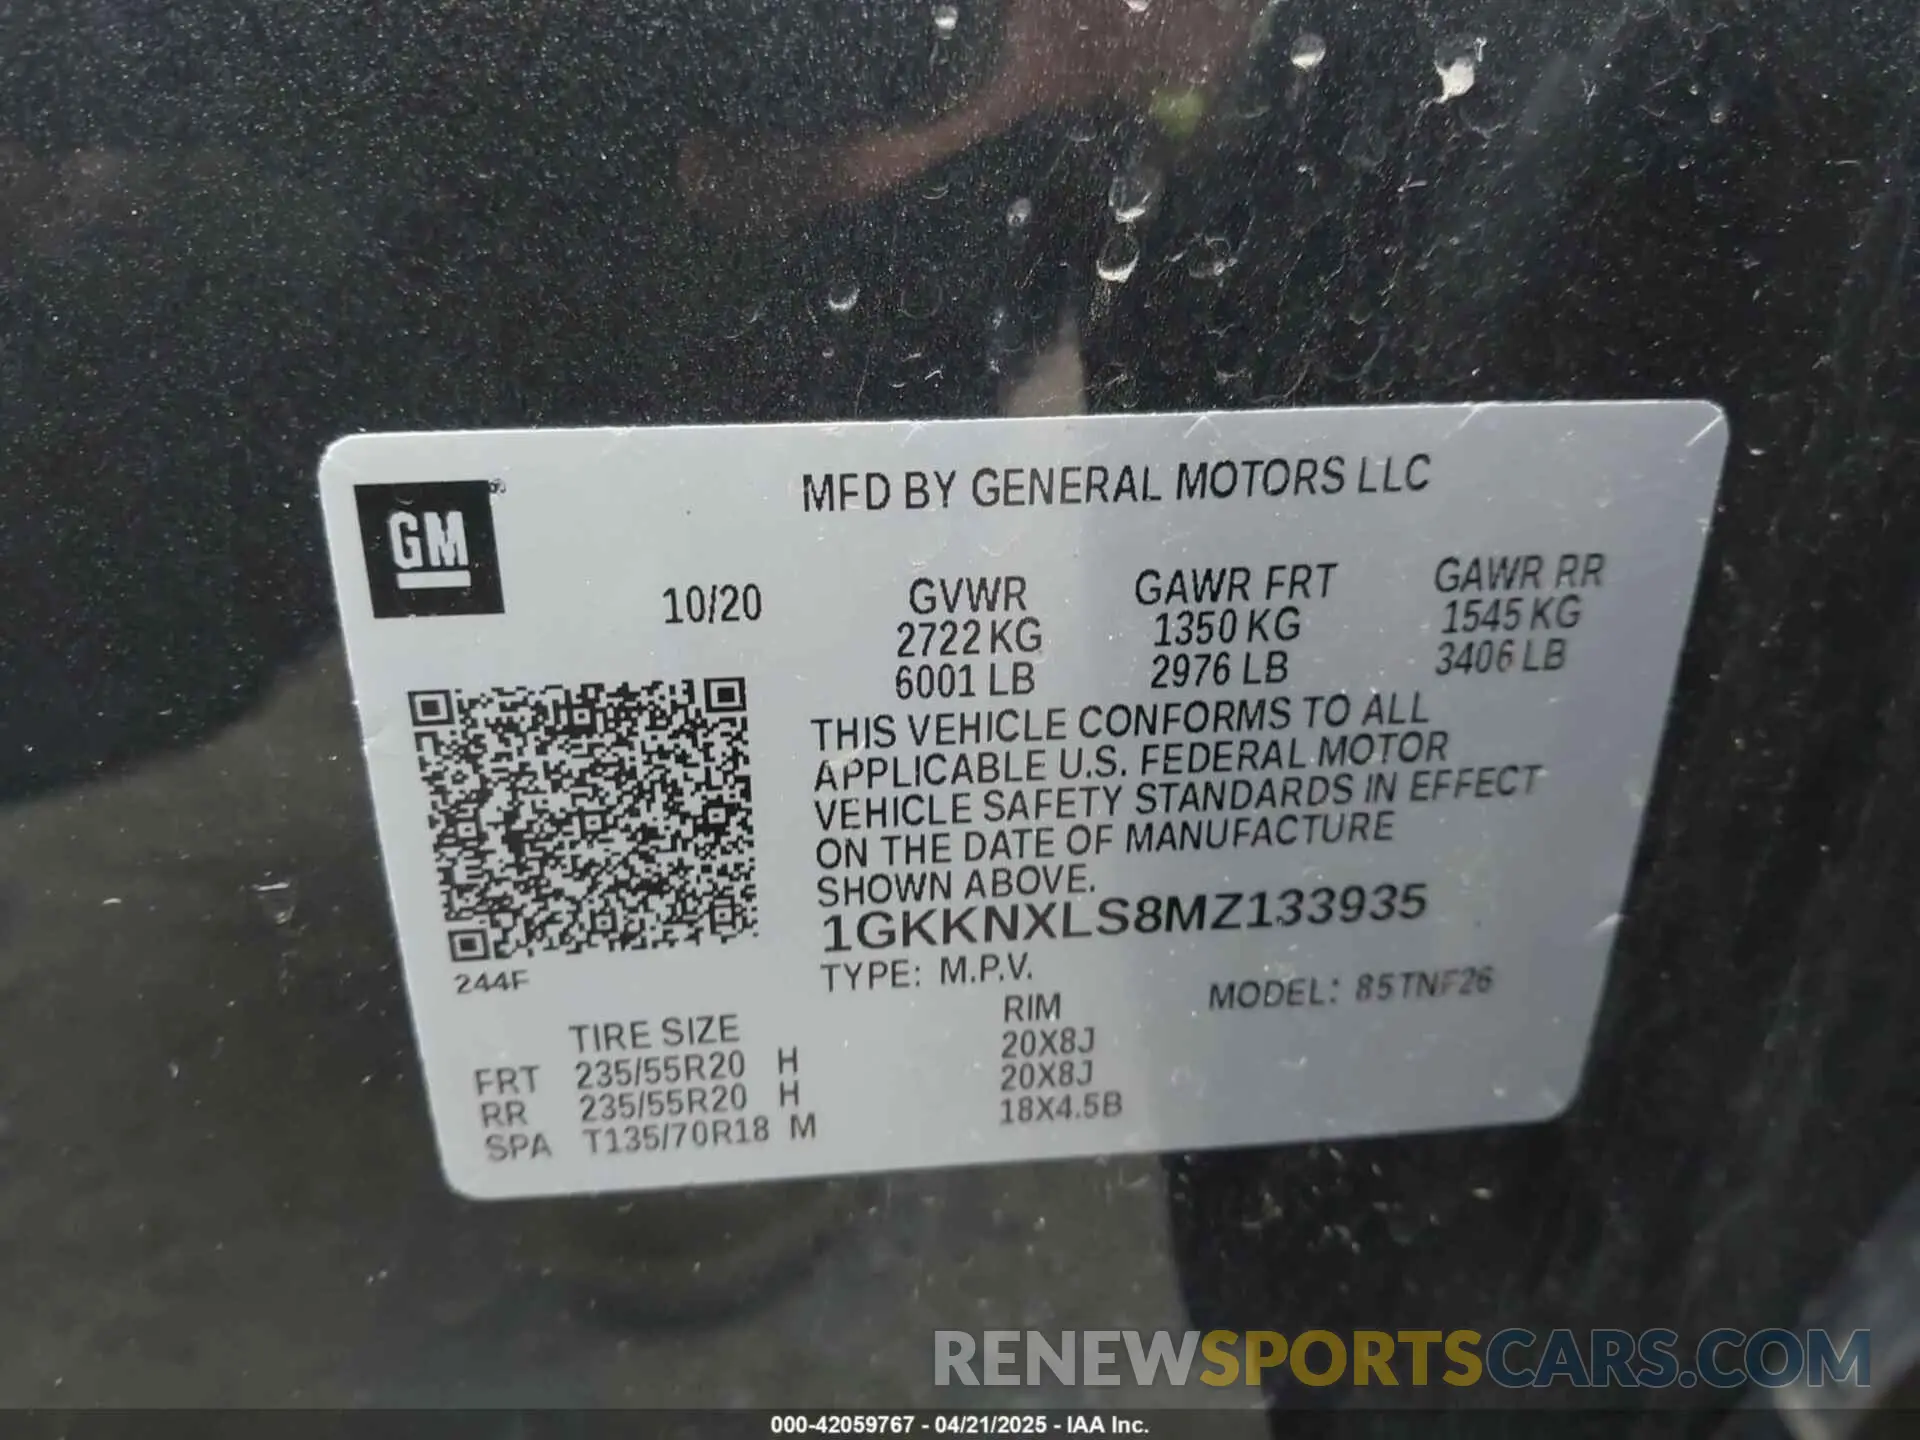 GM
MFD BY GENERAL MOTORS LLC
10/20
GVWR GAWR FRT GAWR RR
2722 KG 1350 KG 1545 KG
6001 LB 2976 LB 3406 LB
THIS VEHICLE CONFORMS TO ALL
APPLICABLE U.S. FEDERAL MOTOR
VEHICLE SAFETY STANDARDS IN EFFECT
ON THE DATE OF MANUFACTURE
SHOWN ABOVE.
1GKKNXLS8MZ133935
244F
TYPE: M.P.V. MODEL: 85TNF26
TIRE SIZE RIM
FRT 235/55R20 H 20X8J
RR 235/55R20 H 20X8J
SPA T135/70R18 M 18X4.5B
RENEWSPORTSCARS.COM
000-42059767 - 04/21/2025 - IAA Inc.